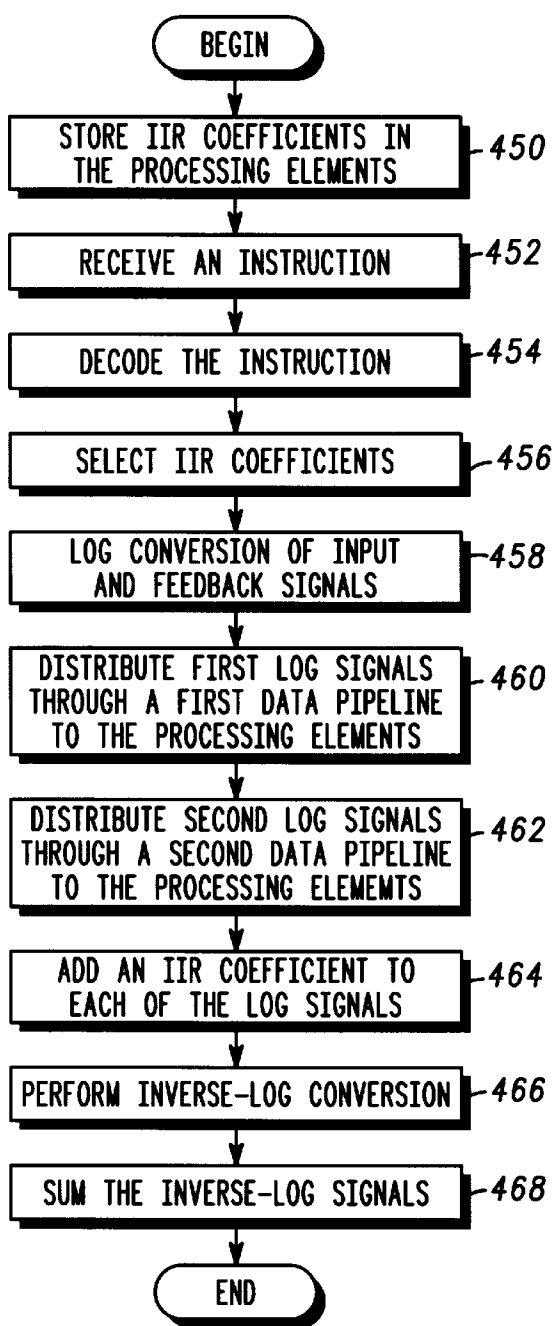 BEGIN
STORE IIR COEFFICIENTS IN
THE PROCESSING ELEMENTS
450
RECEIVE AN INSTRUCTION
452
DECODE THE INSTRUCTION
454
SELECT IIR COEFFICIENTS
456
LOG CONVERSION OF INPUT
AND FEEDBACK SIGNALS
458
DISTRIBUTE FIRST LOG SIGNALS
THROUGH A FIRST DATA PIPELINE
TO THE PROCESSING ELEMENTS
460
DISTRIBUTE SECOND LOG SIGNALS
THROUGH A SECOND DATA PIPELINE
TO THE PROCESSING ELEMEMTS
462
ADD AN IIR COEFFICIENT TO
EACH OF THE LOG SIGNALS
464
PERFORM INVERSE-LOG CONVERSION
466
SUM THE INVERSE-LOG SIGNALS
468
END